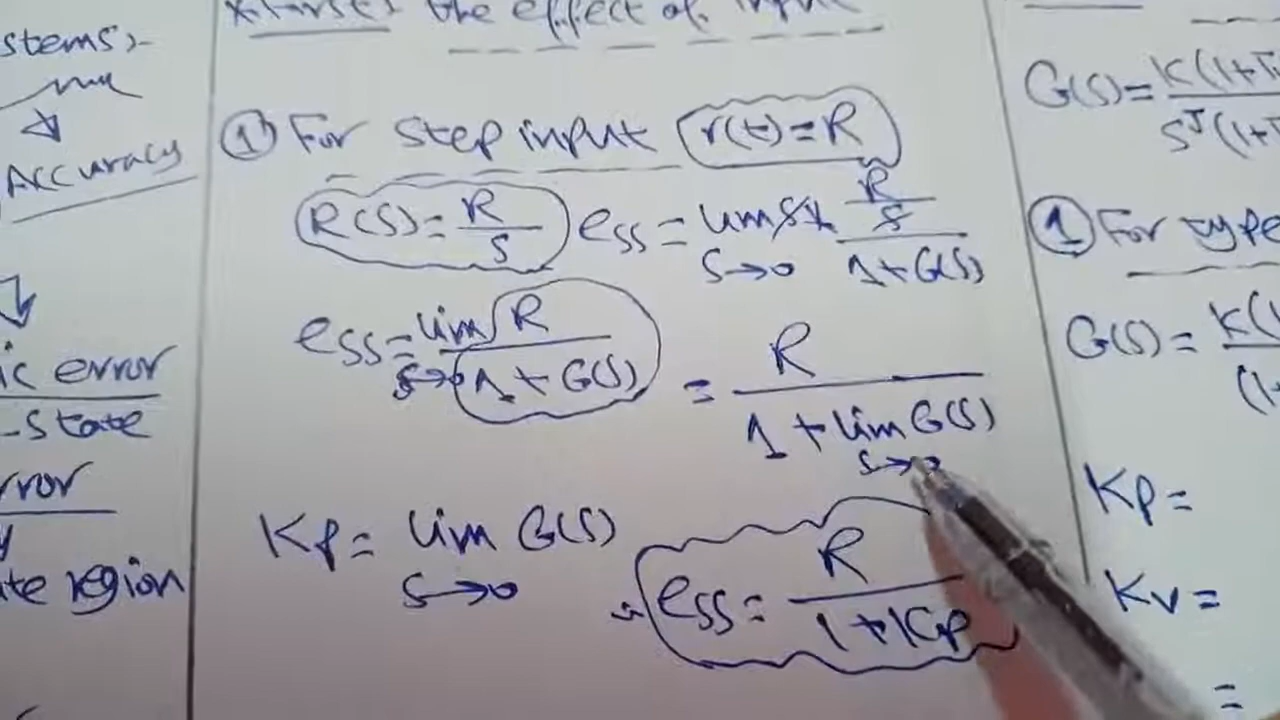 stems:-
Accuracy
ic error
-state
rror
y
te region
the effect of input
① For step input r(t)=R
R(s)= R/s ess= lim s* (R/s)/(1+G(s))
s→0
ess= lim R/(1+G(s)) = R/(1+lim G(s))
s→0 s→0
Kp= lim G(s)
s→0
ess= R/(1+Kp)
G(s)= K(1+T
s^J(1+T
① For type
G(s)= K(
(1+
Kp=
Kv=
=